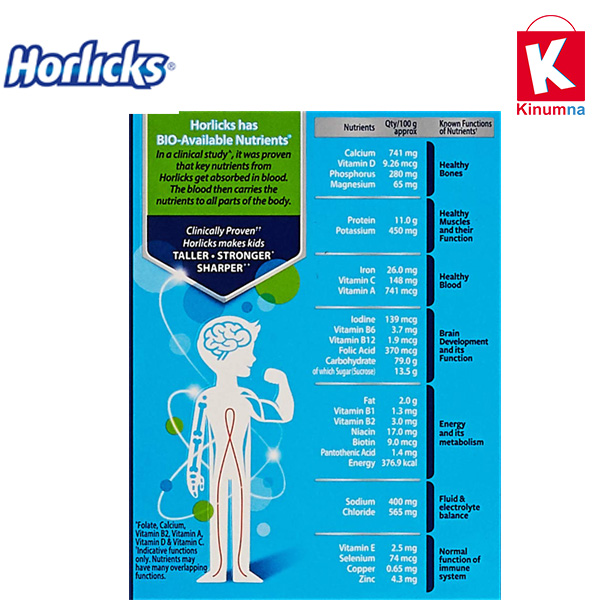 Horlicks®
K
Kinumna
Horlicks has
BIO-Available Nutrients*
In a clinical study^, it was proven
that key nutrients from
Horlicks get absorbed in blood.
The blood then carries the
nutrients to all parts of the body.
Clinically Proven††
Horlicks makes kids
TALLER • STRONGER
SHARPER
Nutrients Qty/100 g approx Known Functions of Nutrients†
Calcium 741 mg
Vitamin D 9.26 mcg
Phosphorus 280 mg
Magnesium 65 mg
Healthy
Bones
Protein 11.0 g
Potassium 450 mg
Healthy
Muscles
and their
Function
Iron 26.0 mg
Vitamin C 148 mg
Vitamin A 741 mcg
Healthy
Blood
Iodine 139 mcg
Vitamin B6 3.7 mg
Vitamin B12 1.9 mcg
Folic Acid 370 mcg
Carbohydrate 79.0 g
of which Sugar (Sucrose) 13.5 g
Brain
Development
and its
Function
Fat 2.0 g
Vitamin B1 1.3 mg
Vitamin B2 3.0 mg
Niacin 17.0 mg
Biotin 9.0 mcg
Pantothenic Acid 1.4 mg
Energy 376.9 kcal
Energy
and its
metabolism
Sodium 400 mg
Chloride 565 mg
Fluid &
electrolyte
balance
Vitamin E 2.5 mg
Selenium 74 mcg
Copper 0.65 mg
Zinc 4.3 mg
Normal
function of
immune
system
*Folate, Calcium,
Vitamin B2, Vitamin A,
Vitamin D & Vitamin C.
†Indicative functions
only. Nutrients may
have many overlapping
functions.